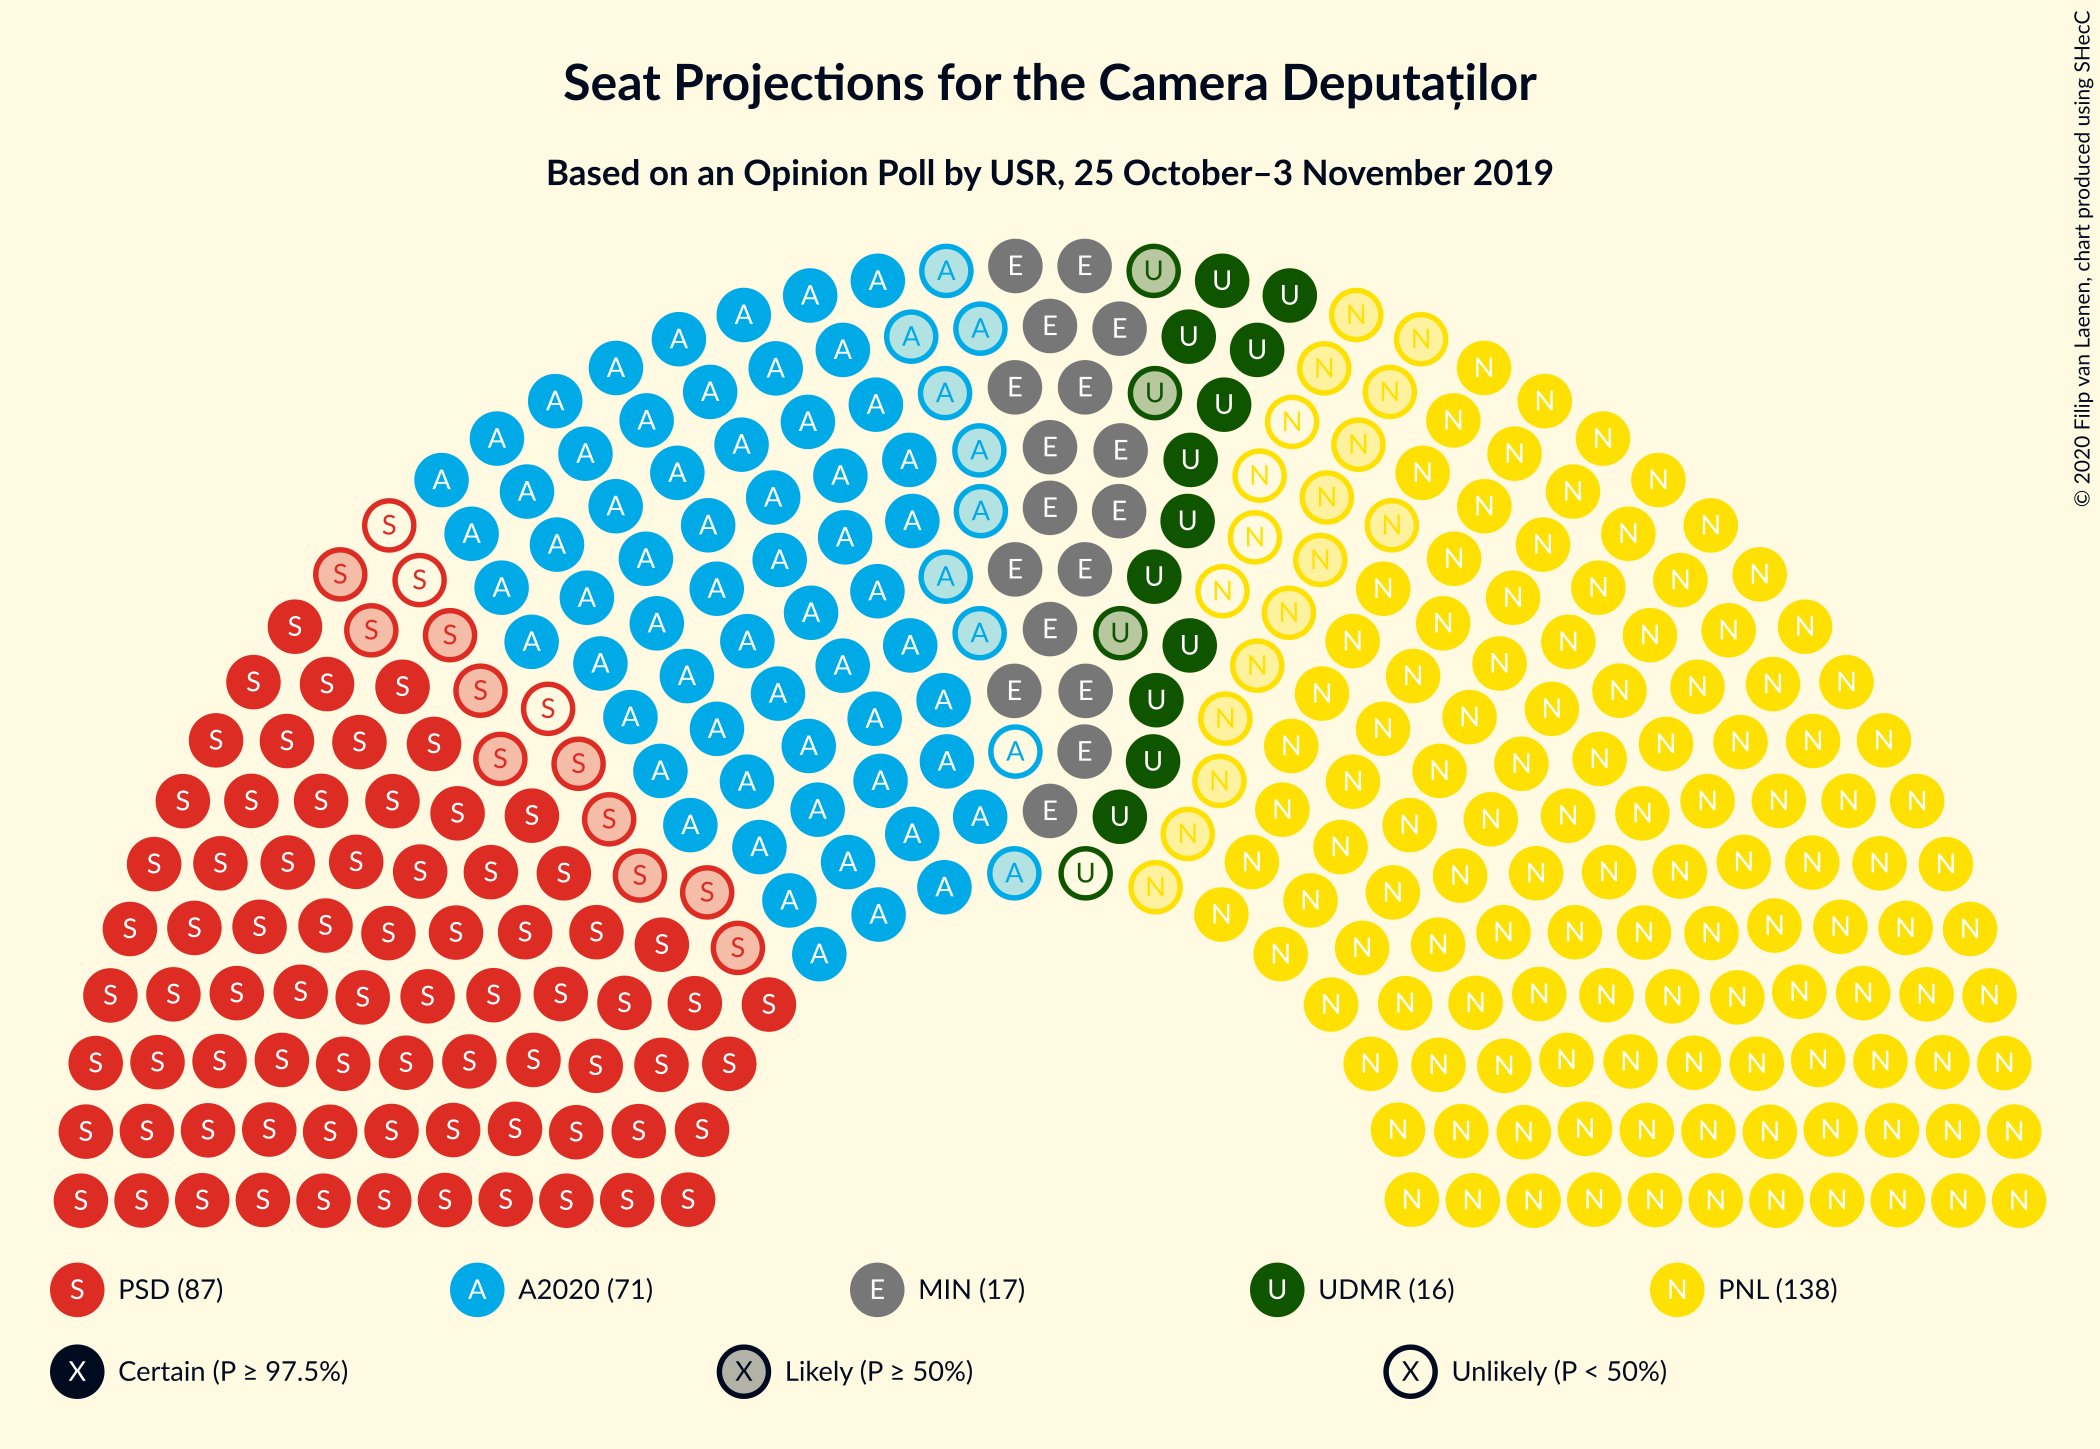 Seat Projections for the Camera Deputaților
Based on an Opinion Poll by USR, 25 October–3 November 2019
© 2020 Filip van Laenen, chart produced using SHecC
S PSD (87) A A2020 (71) E MIN (17) U UDMR (16) N PNL (138)
X Certain (P ≥ 97.5%) X Likely (P ≥ 50%) X Unlikely (P < 50%)